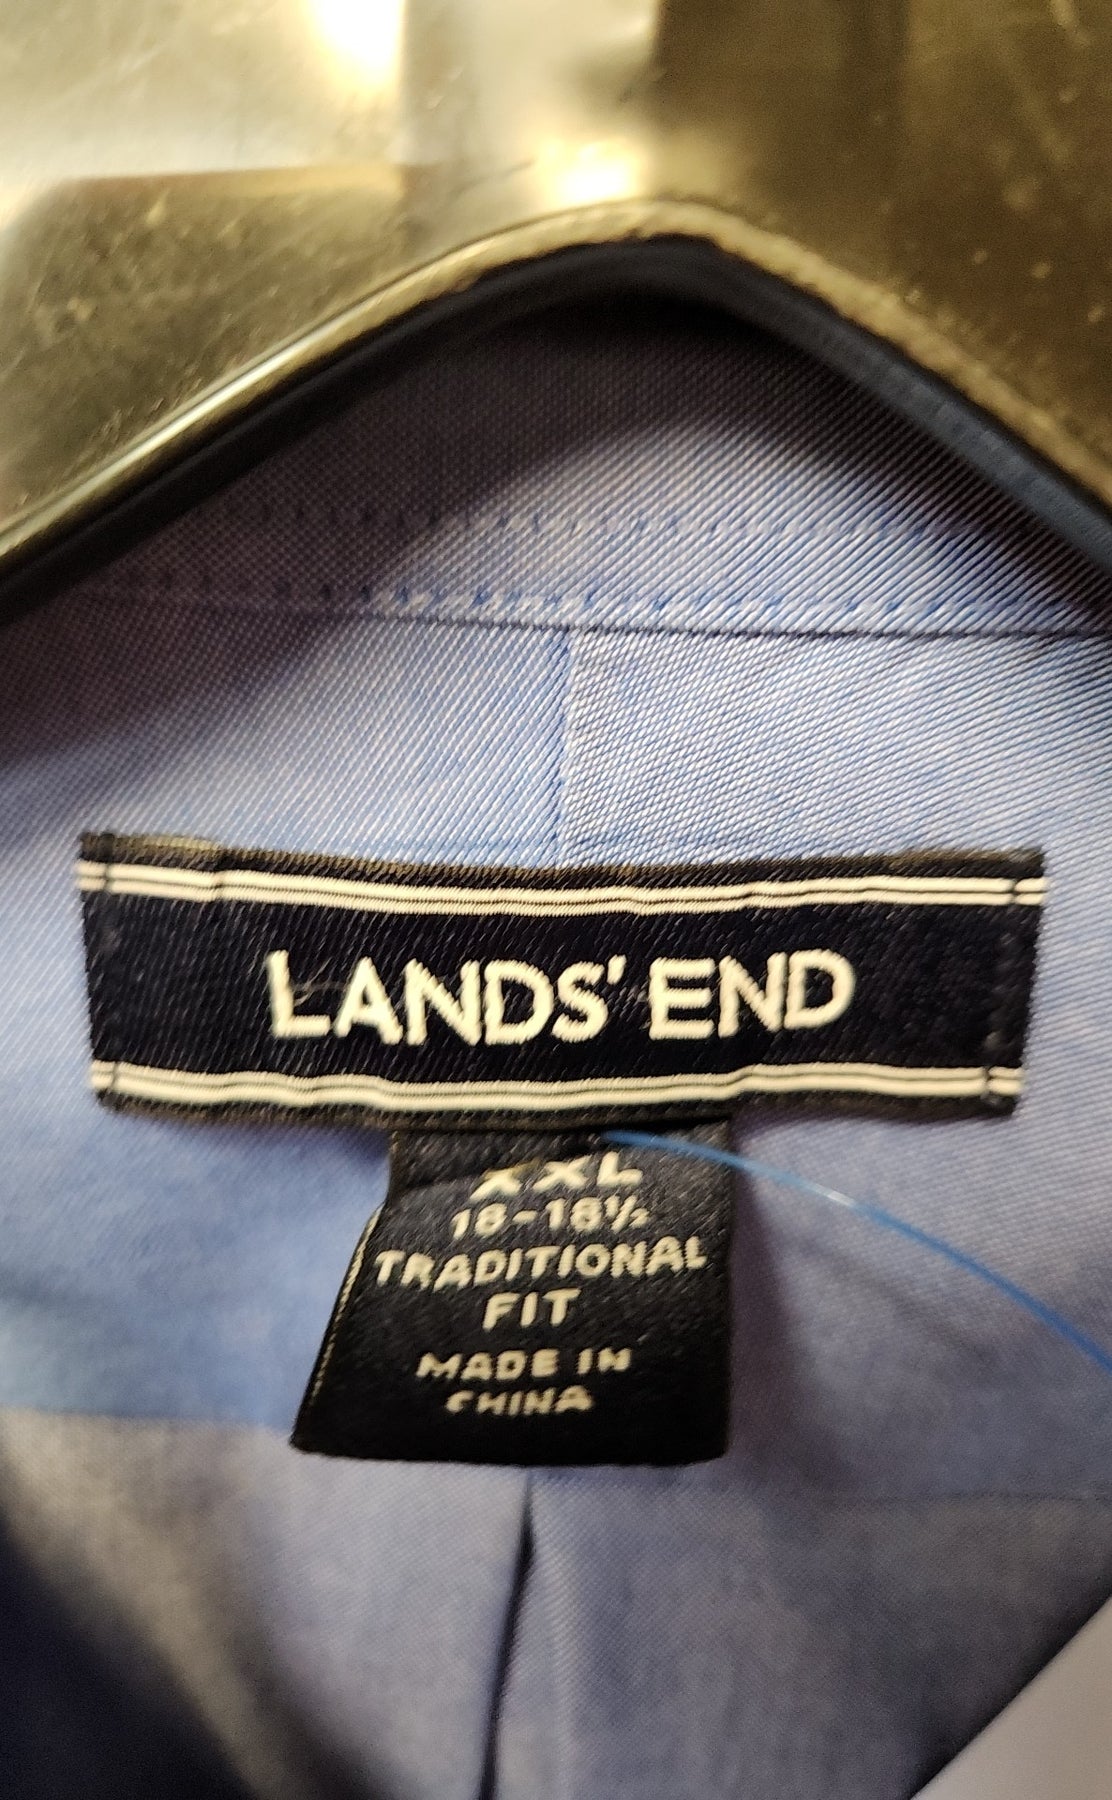 LANDS' END
XXL
18-18½
TRADITIONAL
FIT
MADE IN
CHINA